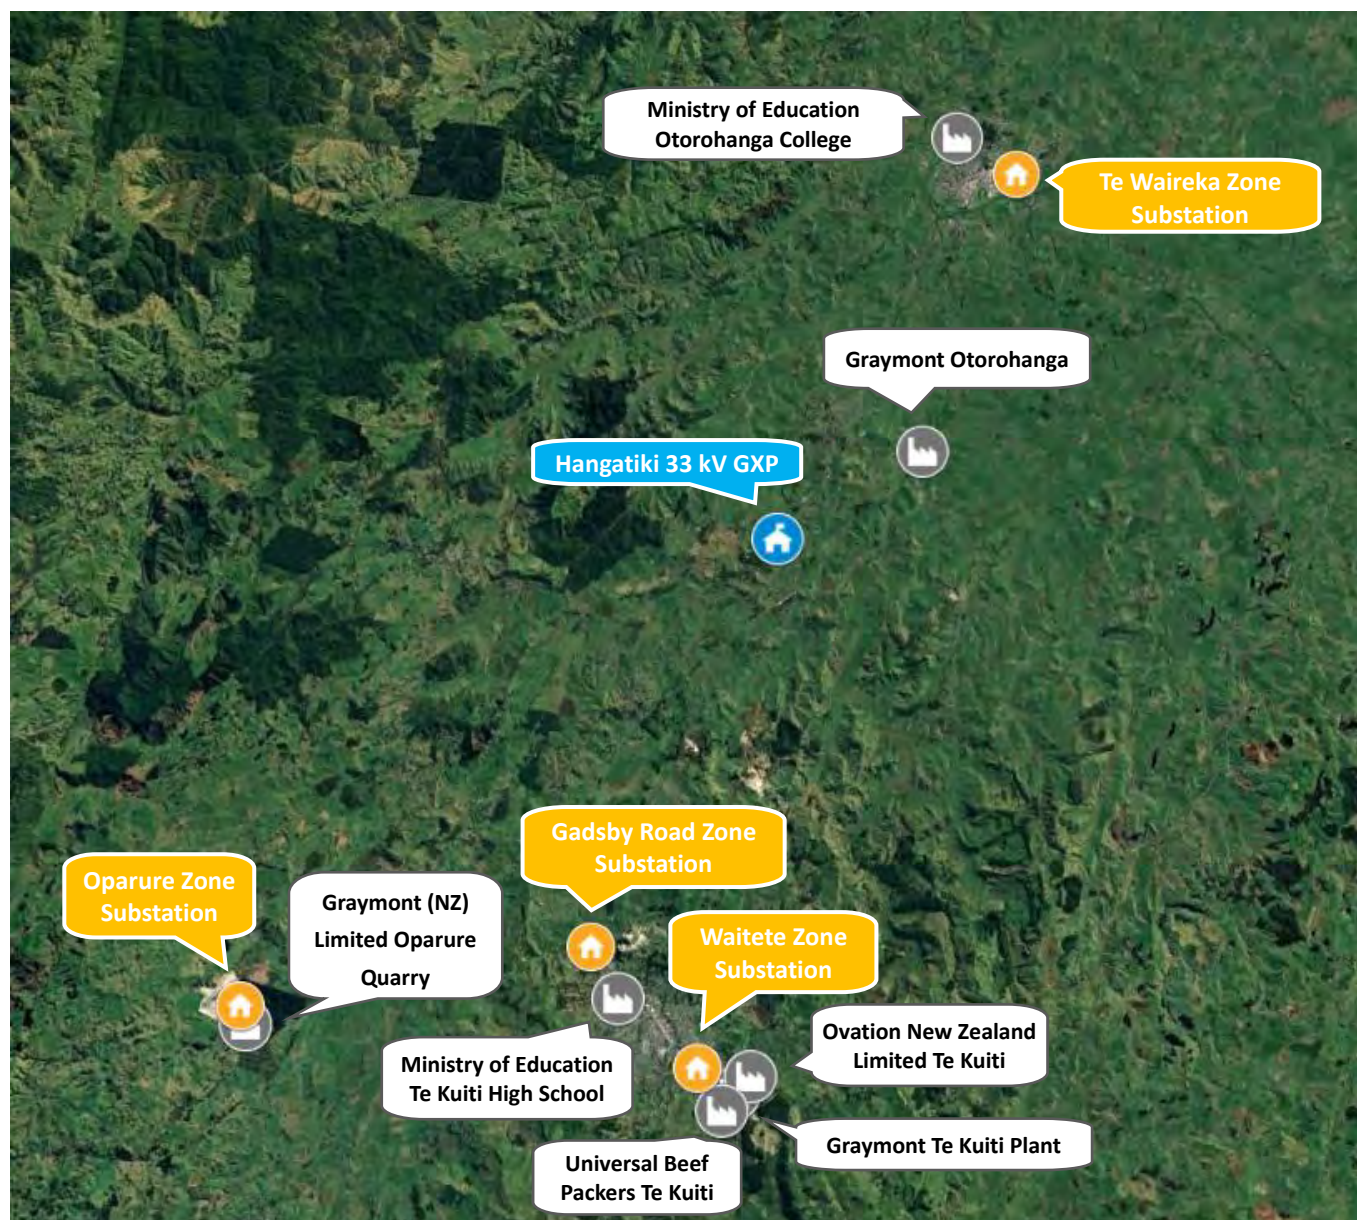 Ministry of Education
Otorohanga College
Te Waireka Zone
Substation
Graymont Otorohanga
Hangatiki 33 kV GXP
Gadsby Road Zone
Substation
Oparure Zone
Substation
Graymont (NZ)
Limited Oparure
Quarry
Waitete Zone
Substation
Ovation New Zealand
Limited Te Kuiti
Ministry of Education
Te Kuiti High School
Graymont Te Kuiti Plant
Universal Beef
Packers Te Kuiti